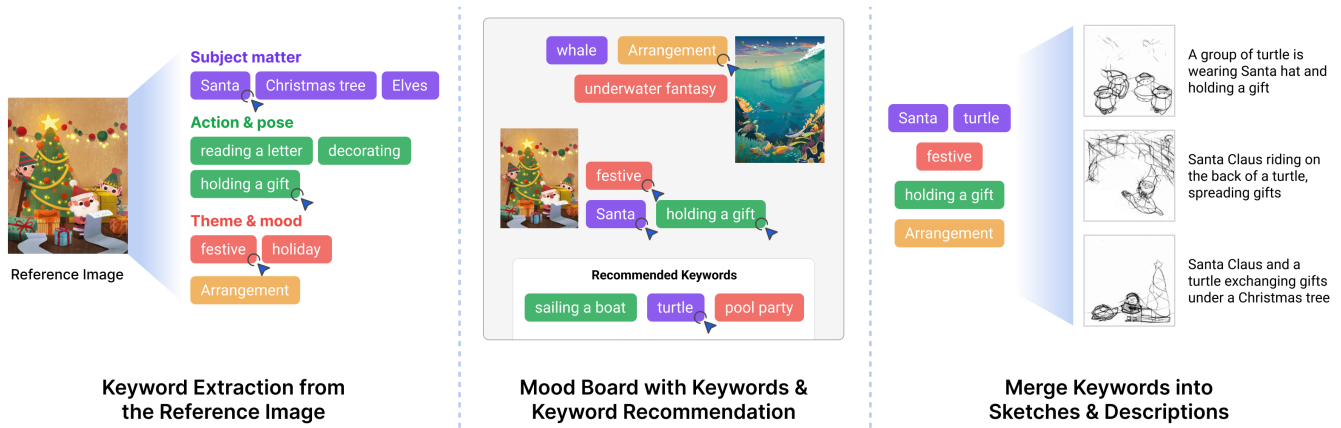 Subject matter
Santa Christmas tree Elves
Action & pose
reading a letter decorating
holding a gift
Theme & mood
festive holiday
Arrangement
Reference Image
Keyword Extraction from
the Reference Image
whale Arrangement
underwater fantasy
festive
Santa holding a gift
Recommended Keywords
sailing a boat turtle pool party
Mood Board with Keywords &
Keyword Recommendation
Santa turtle
festive
holding a gift
Arrangement
A group of turtle is
wearing Santa hat and
holding a gift
Santa Claus riding on
the back of a turtle,
spreading gifts
Santa Claus and a
turtle exchanging gifts
under a Christmas tree
Merge Keywords into
Sketches & Descriptions